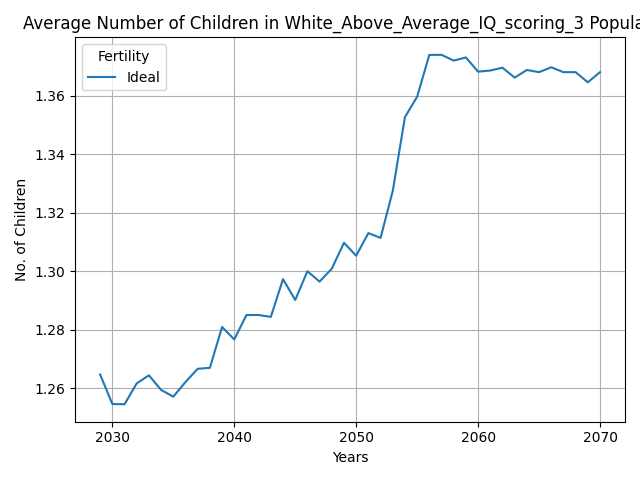 Average Number of Children in White_Above_Average_IQ_scoring_3 Popula
Fertility
Ideal
No. of Children
1.36
1.34
1.32
1.30
1.28
1.26
2030 2040 2050 2060 2070
Years